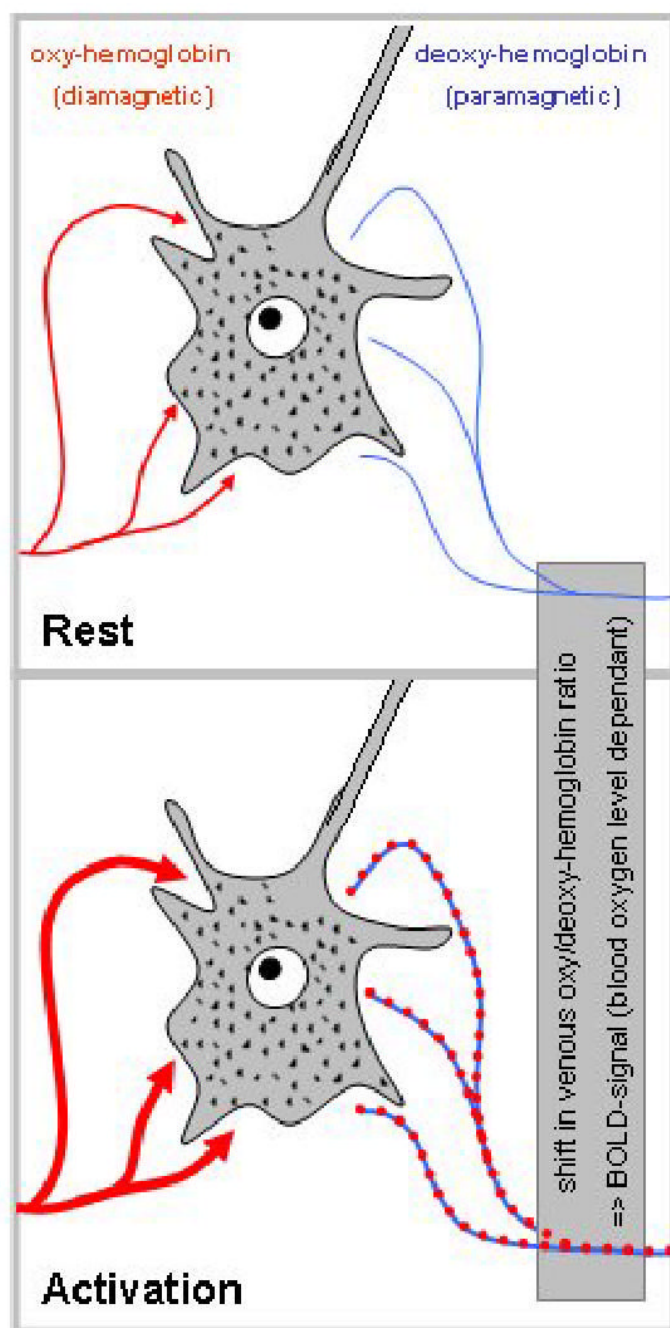 oxy-hemoglobin
(diamagnetic)
deoxy-hemoglobin
(paramagnetic)
Rest
shift in venous oxy/deoxy-hemoglobin ratio
=> BOLD-signal (blood oxygen level dependant)
Activation